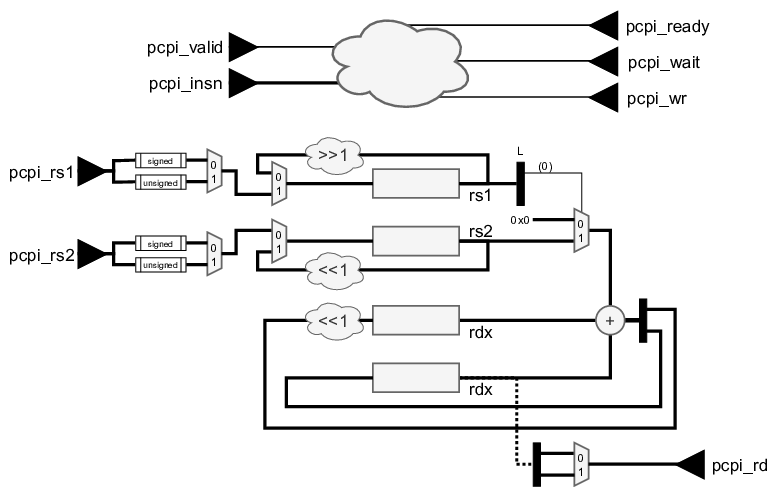 pcpi_valid
pcpi_insn
pcpi_ready
pcpi_wait
pcpi_wr
pcpi_rs1
signed
unsigned
0
1
>>1
0
1
rs1
L
(0)
0x0
0
1
pcpi_rs2
signed
unsigned
0
1
0
1
rs2
<<1
<<1
rdx
+
rdx
0
1
pcpi_rd